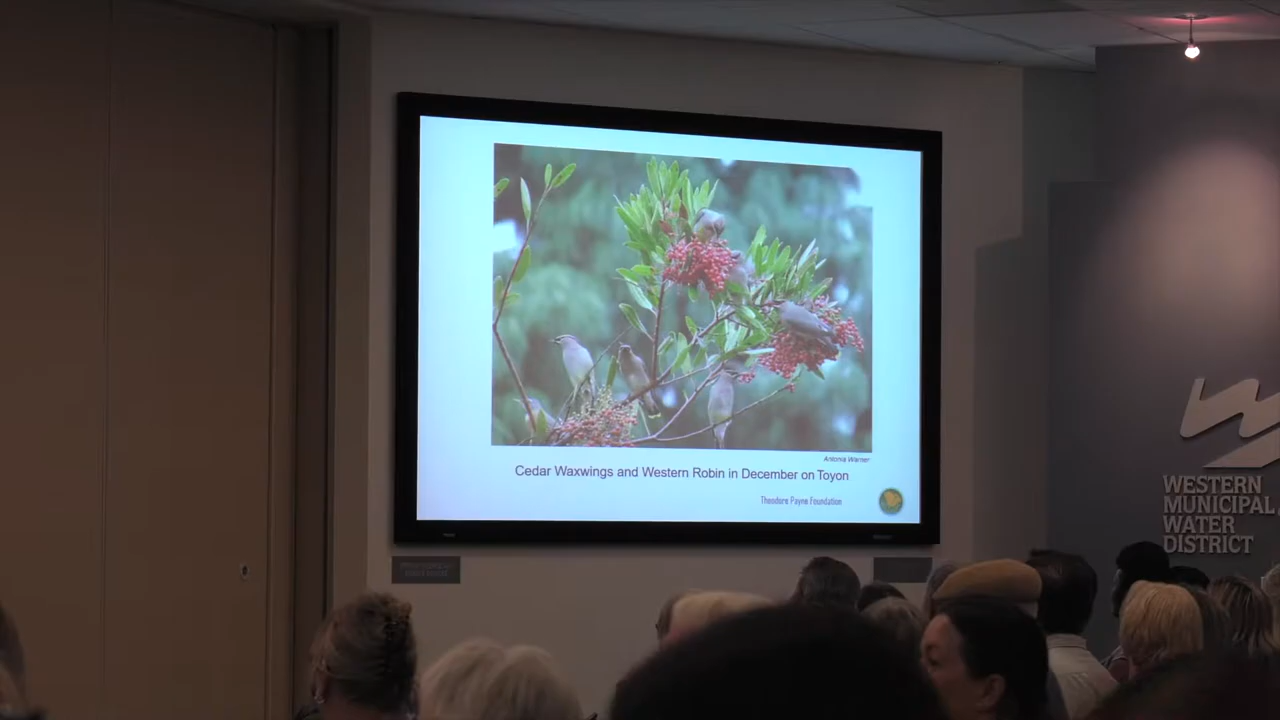 Antonia Warner
Cedar Waxwings and Western Robin in December on Toyon
Theodore Payne Foundation
WESTERN
MUNICIPAL
WATER
DISTRICT